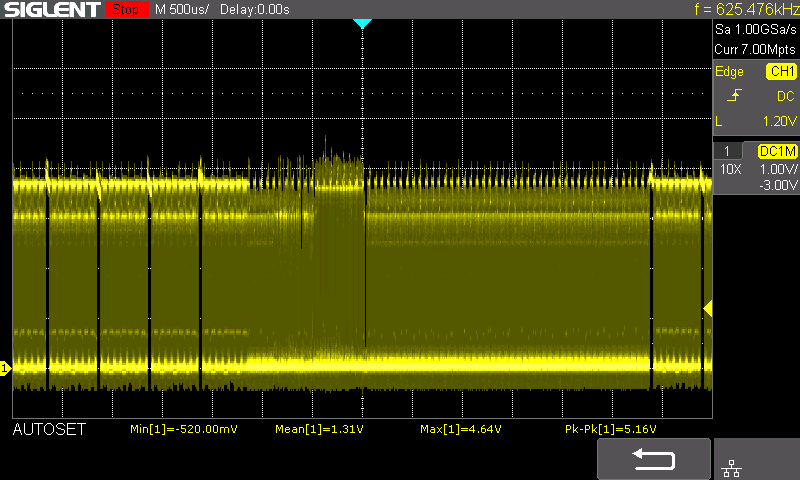 SIGLENT Stop M 500us/ Delay:0.00s f = 625.476kHz
Sa 1.00GSa/s
Curr 7.00Mpts
Edge CH1
DC
L 1.20V
1 DC1M
10X 1.00V/
-3.00V
1
AUTOSET Min[1]=-520.00mV Mean[1]=1.31V Max[1]=4.64V Pk-Pk[1]=5.16V